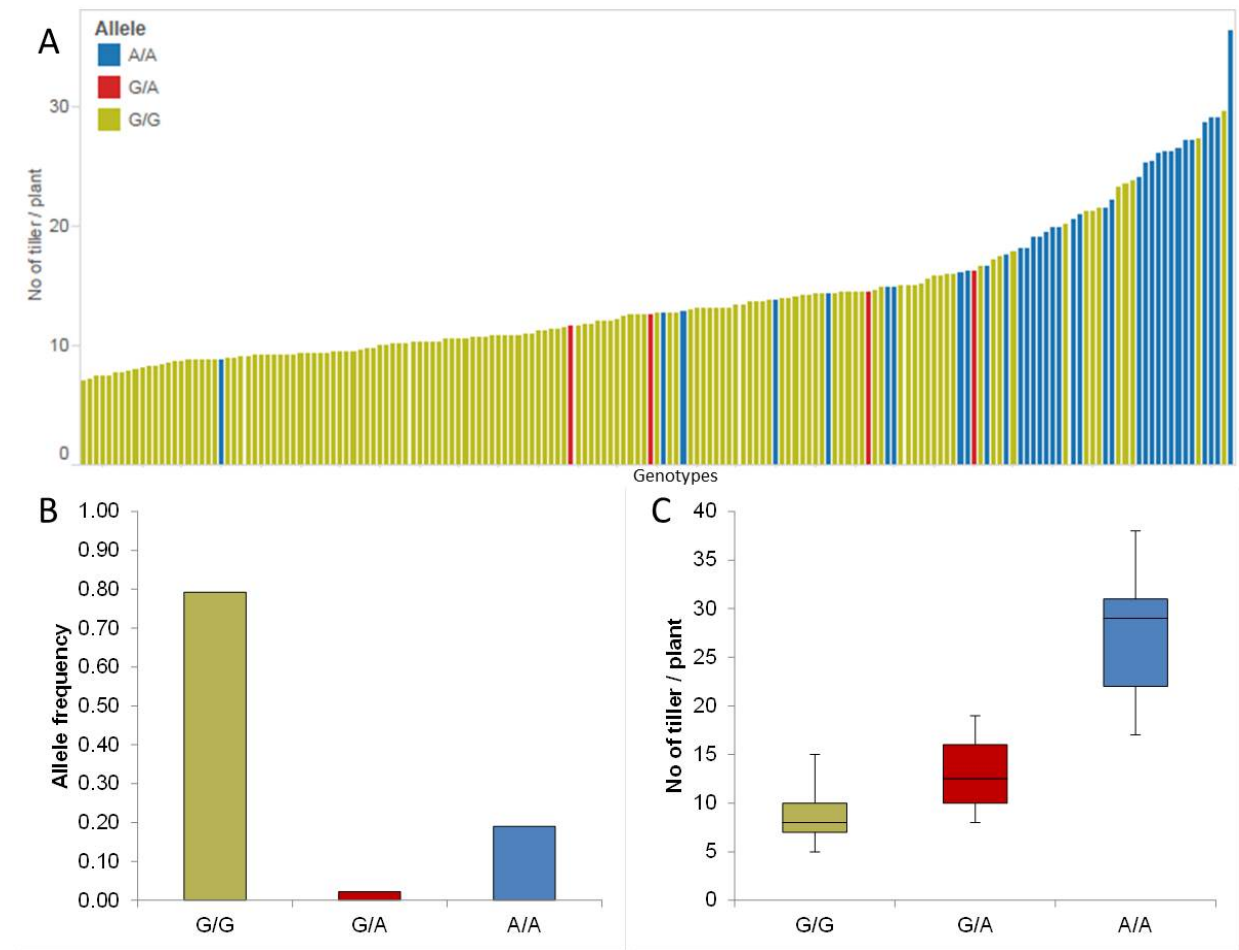 A
Allele
A/A
G/A
G/G
30
20
10
0
No of tiller / plant
Genotypes
B
1.00
0.90
0.80
0.70
0.60
0.50
0.40
0.30
0.20
0.10
0.00
Allele frequency
G/G G/A A/A
C
40
35
30
25
20
15
10
5
0
No of tiller / plant
G/G G/A A/A